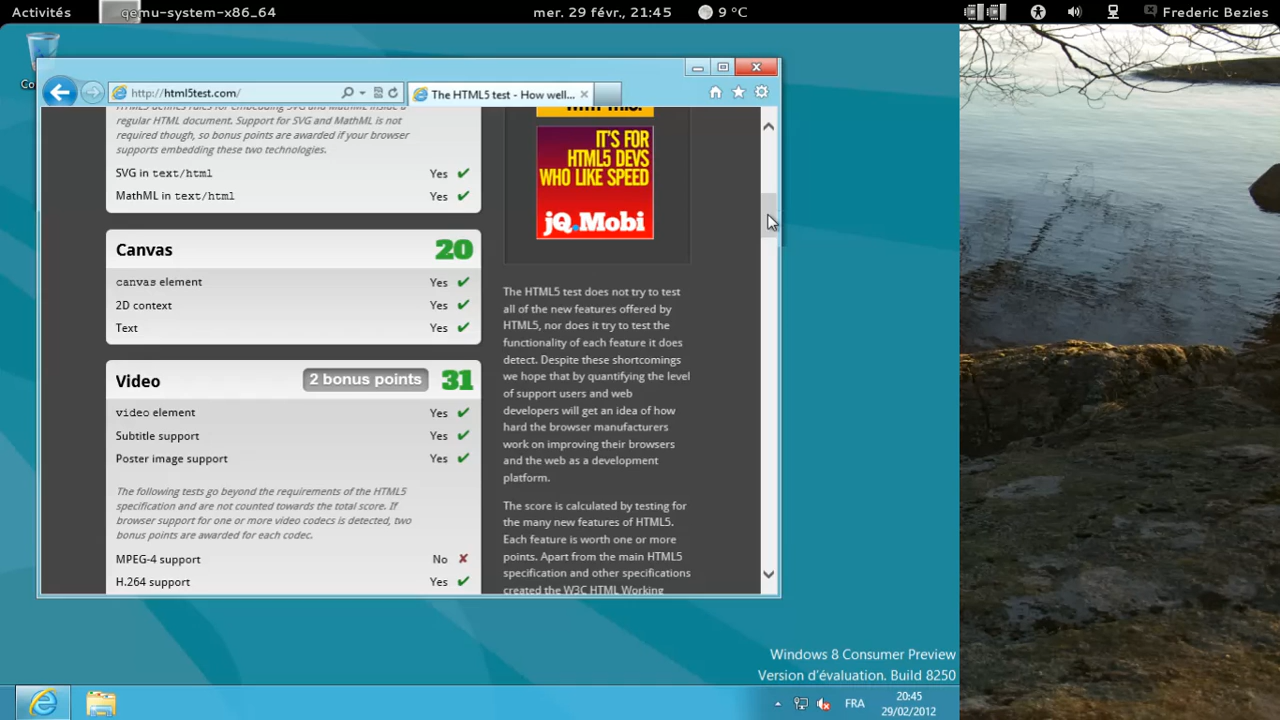 Activités
qemu-system-x86_64
mer. 29 févr., 21:45
9 °C
Frederic Bezies
http://html5test.com/
The HTML5 test - How well...
regular HTML document. Support for SVG and MathML is not
required though, so bonus points are awarded if your browser
supports embedding these two technologies.
SVG in text/html Yes
MathML in text/html Yes
Canvas 20
canvas element Yes
2D context Yes
Text Yes
Video 2 bonus points 31
video element Yes
Subtitle support Yes
Poster image support Yes
The following tests go beyond the requirements of the HTML5
specification and are not counted towards the total score. If
browser support for one or more video codecs is detected, two
bonus points are awarded for each codec.
MPEG-4 support No
H.264 support Yes
IT'S FOR
HTML5 DEVS
WHO LIKE SPEED
jQ.Mobi
The HTML5 test does not try to test
all of the new features offered by
HTML5, nor does it try to test the
functionality of each feature it does
detect. Despite these shortcomings
we hope that by quantifying the level
of support users and web
developers will get an idea of how
hard the browser manufacturers
work on improving their browsers
and the web as a development
platform.
The score is calculated by testing for
the many new features of HTML5.
Each feature is worth one or more
points. Apart from the main HTML5
specification and other specifications
created the W3C HTML Working
Windows 8 Consumer Preview
Version d'évaluation. Build 8250
FRA
20:45
29/02/2012